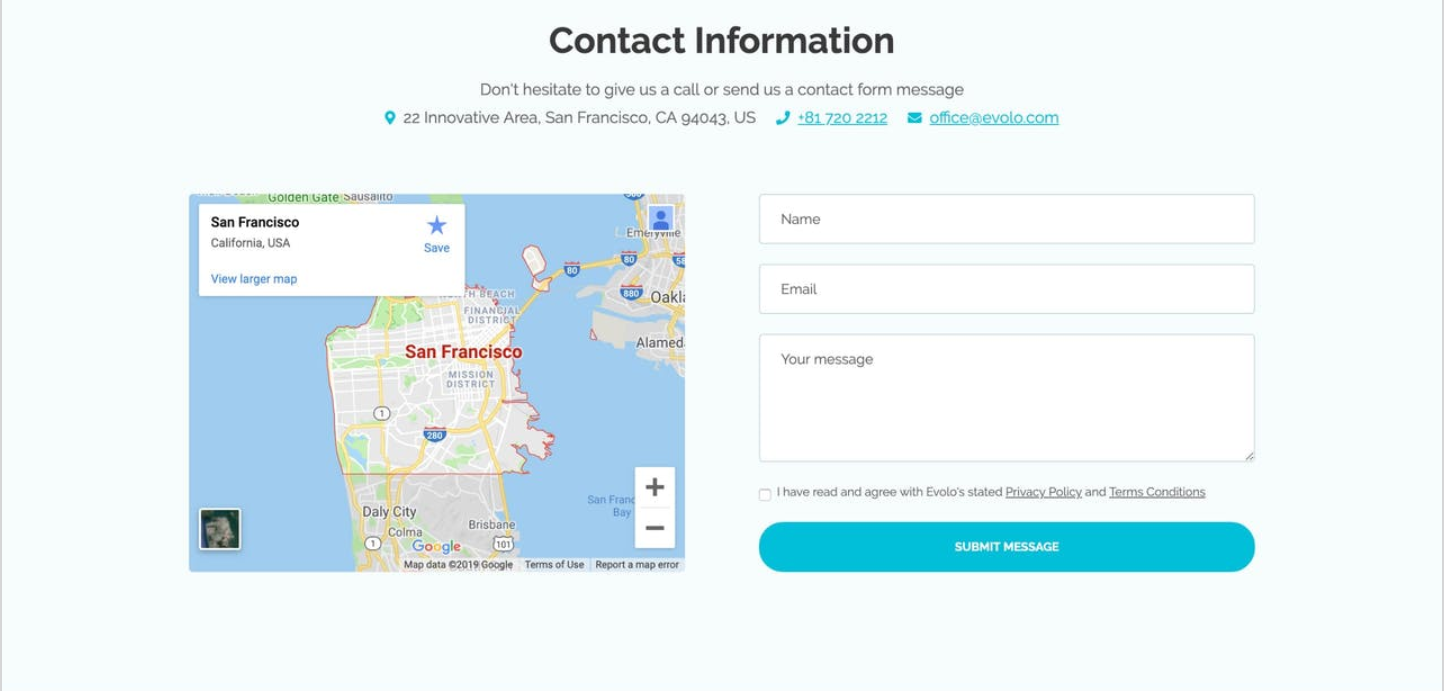 Contact Information
Don't hesitate to give us a call or send us a contact form message
22 Innovative Area, San Francisco, CA 94043, US +81 720 2212 office@evolo.com
Golden Gate Sausalito
San Francisco
California, USA
Save
View larger map
Emeryville
80
80
58
880
Oakla
NORTH BEACH
FINANCIAL
DISTRICT
Alamed
San Francisco
MISSION
DISTRICT
1
280
San Franc
Bay
Daly City
Colma
Brisbane
1
Google
101
Map data ©2019 Google Terms of Use Report a map error
Name
Email
Your message
I have read and agree with Evolo's stated Privacy Policy and Terms Conditions
SUBMIT MESSAGE